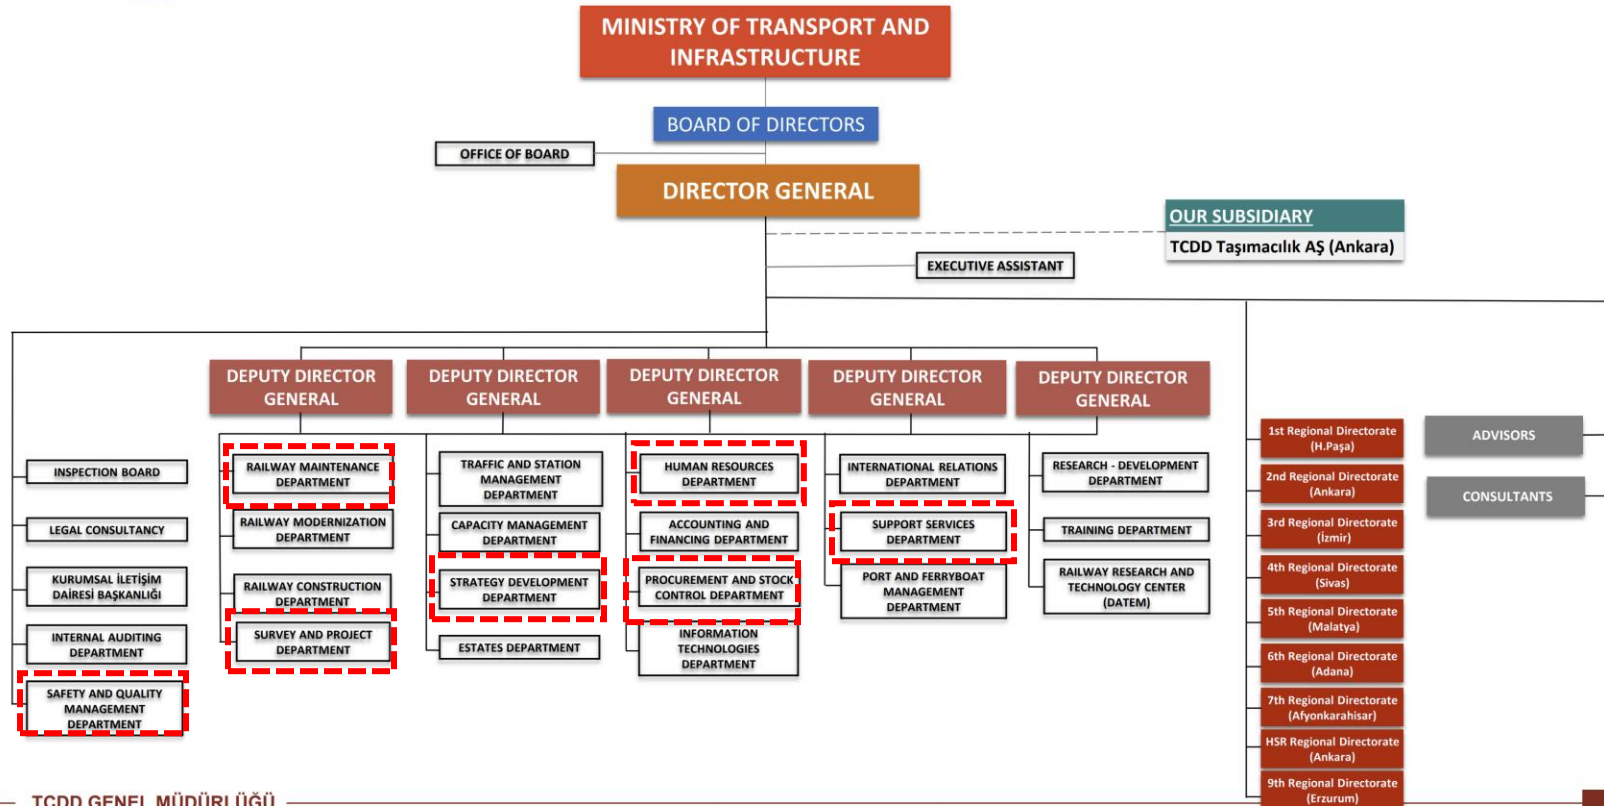 MINISTRY OF TRANSPORT AND
INFRASTRUCTURE
BOARD OF DIRECTORS
OFFICE OF BOARD
DIRECTOR GENERAL
OUR SUBSIDIARY
TCDD Taşımacılık AŞ (Ankara)
EXECUTIVE ASSISTANT
INSPECTION BOARD
LEGAL CONSULTANCY
KURUMSAL İLETİŞİM
DAİRESİ BAŞKANLIĞI
INTERNAL AUDITING
DEPARTMENT
SAFETY AND QUALITY
MANAGEMENT
DEPARTMENT
DEPUTY DIRECTOR
GENERAL
RAILWAY MAINTENANCE
DEPARTMENT
RAILWAY MODERNIZATION
DEPARTMENT
RAILWAY CONSTRUCTION
DEPARTMENT
SURVEY AND PROJECT
DEPARTMENT
DEPUTY DIRECTOR
GENERAL
TRAFFIC AND STATION
MANAGEMENT
DEPARTMENT
CAPACITY MANAGEMENT
DEPARTMENT
STRATEGY DEVELOPMENT
DEPARTMENT
ESTATES DEPARTMENT
DEPUTY DIRECTOR
GENERAL
HUMAN RESOURCES
DEPARTMENT
ACCOUNTING AND
FINANCING DEPARTMENT
PROCUREMENT AND STOCK
CONTROL DEPARTMENT
INFORMATION
TECHNOLOGIES
DEPARTMENT
DEPUTY DIRECTOR
GENERAL
INTERNATIONAL RELATIONS
DEPARTMENT
SUPPORT SERVICES
DEPARTMENT
PORT AND FERRYBOAT
MANAGEMENT
DEPARTMENT
DEPUTY DIRECTOR
GENERAL
RESEARCH - DEVELOPMENT
DEPARTMENT
TRAINING DEPARTMENT
RAILWAY RESEARCH AND
TECHNOLOGY CENTER
(DATEM)
1st Regional Directorate
(H.Paşa)
2nd Regional Directorate
(Ankara)
3rd Regional Directorate
(İzmir)
4th Regional Directorate
(Sivas)
5th Regional Directorate
(Malatya)
6th Regional Directorate
(Adana)
7th Regional Directorate
(Afyonkarahisar)
HSR Regional Directorate
(Ankara)
9th Regional Directorate
(Erzurum)
ADVISORS
CONSULTANTS
TCDD GENEL MÜDÜRLÜĞÜ